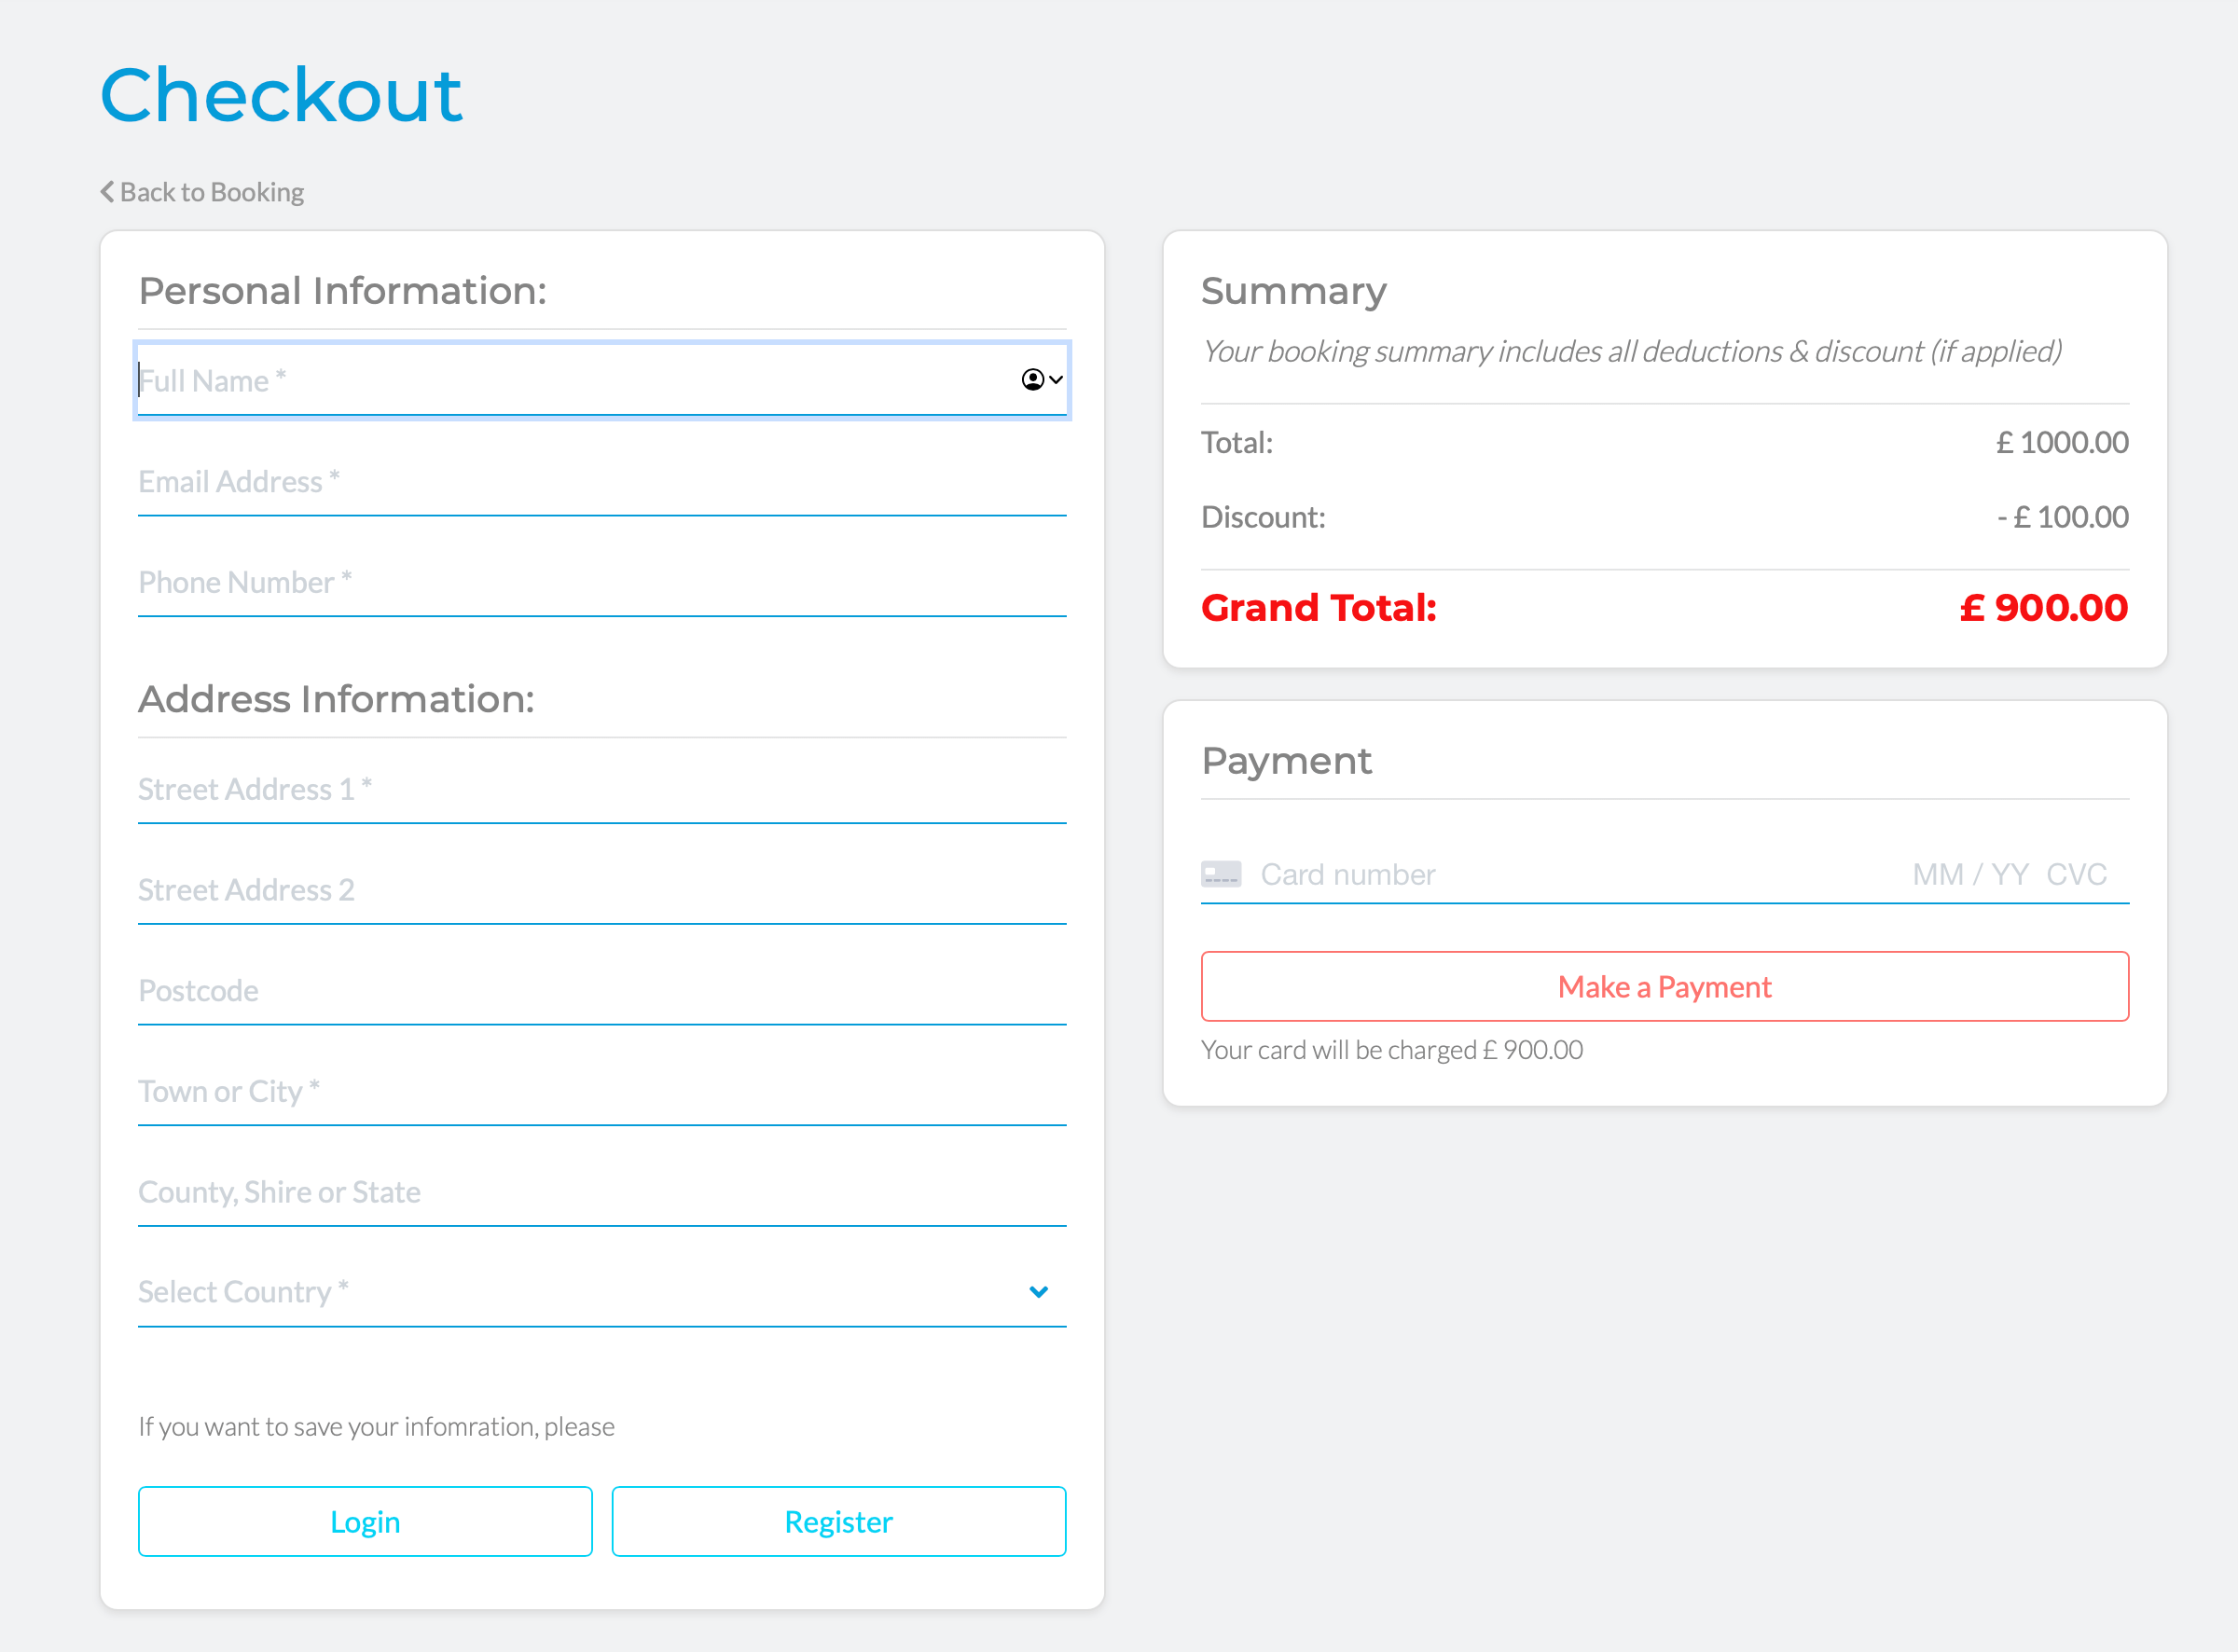 Checkout
Back to Booking
Personal Information:
Full Name *
Email Address *
Phone Number *
Address Information:
Street Address 1 *
Street Address 2
Postcode
Town or City *
County, Shire or State
Select Country *
If you want to save your infomration, please
Login Register
Summary
Your booking summary includes all deductions & discount (if applied)
Total: £ 1000.00
Discount: - £ 100.00
Grand Total: £ 900.00
Payment
Card number MM / YY CVC
Make a Payment
Your card will be charged £ 900.00